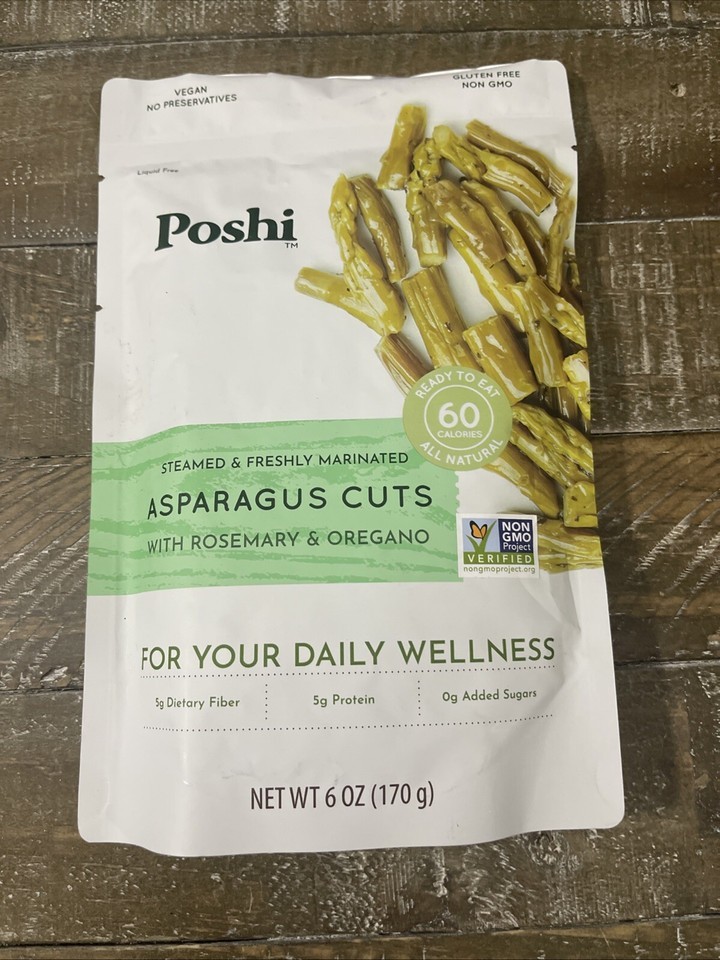 VEGAN
NO PRESERVATIVES
GLUTEN FREE
NON GMO
Liquid Free
Poshi™
READY TO EAT
60
CALORIES
ALL NATURAL
STEAMED & FRESHLY MARINATED
ASPARAGUS CUTS
WITH ROSEMARY & OREGANO
NON
GMO
Project
VERIFIED
nongmoproject.org
FOR YOUR DAILY WELLNESS
5g Dietary Fiber
5g Protein
0g Added Sugars
NET WT 6 OZ (170 g)